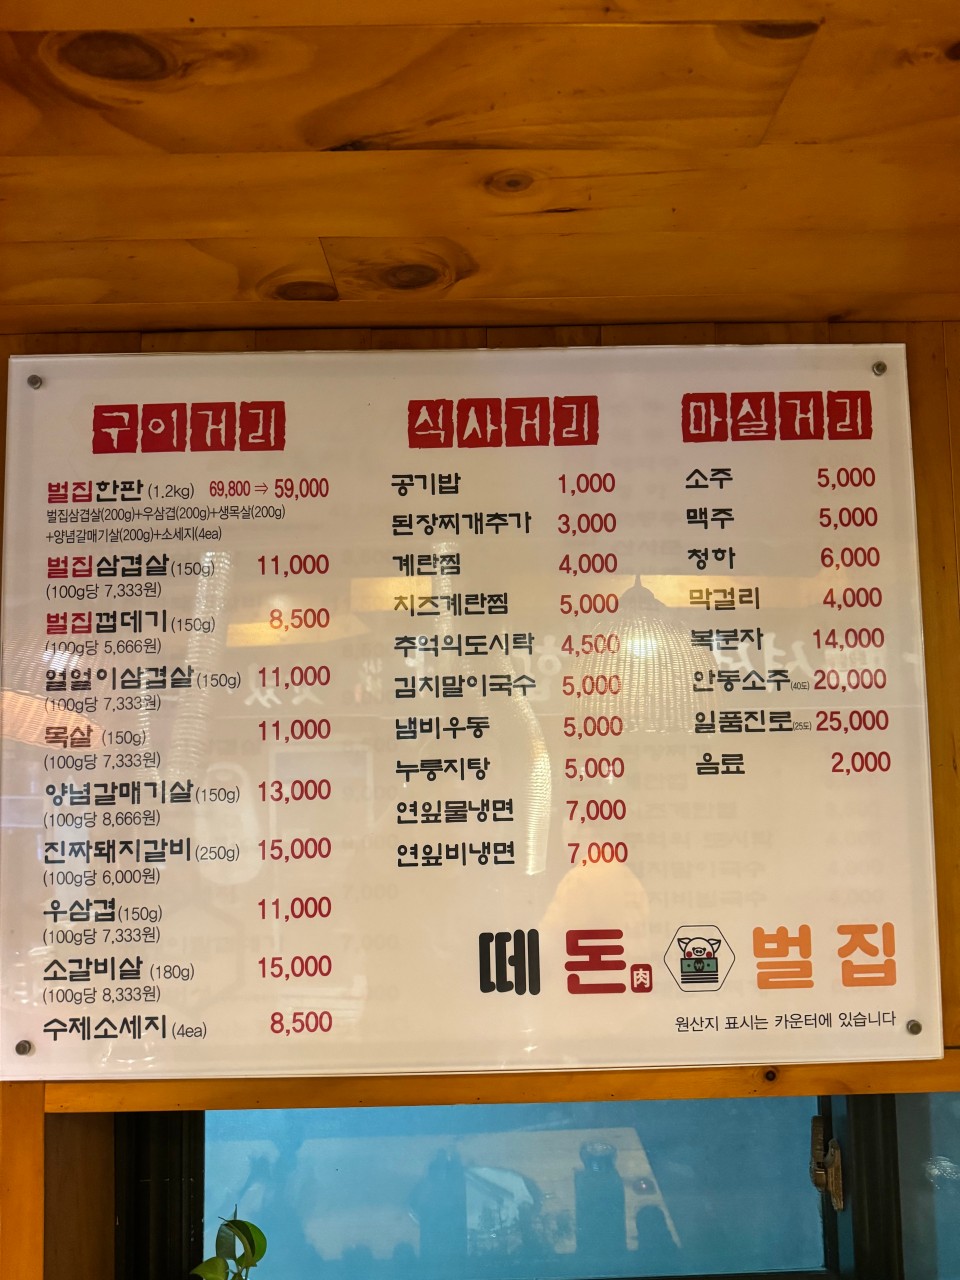 구이거리
벌집한판(1.2kg) 69,800 ⇒ 59,000
벌집삼겹살(200g)+우삼겹(200g)+생목살(200g)
+양념갈매기살(200g)+소세지(4ea)
벌집삼겹살(150g) 11,000
(100g당 7,333원)
벌집껍데기(150g) 8,500
(100g당 5,666원)
얼얼이삼겹살(150g) 11,000
(100g당 7,333원)
목살 (150g) 11,000
(100g당 7,333원)
양념갈매기살(150g) 13,000
(100g당 8,666원)
진짜돼지갈비(250g) 15,000
(100g당 6,000원)
우삼겹(150g) 11,000
(100g당 7,333원)
소갈비살 (180g) 15,000
(100g당 8,333원)
수제소세지 (4ea) 8,500
식사거리
공기밥 1,000
된장찌개추가 3,000
계란찜 4,000
치즈계란찜 5,000
추억의도시락 4,500
김치말이국수 5,000
냄비우동 5,000
누룽지탕 5,000
연잎물냉면 7,000
연잎비냉면 7,000
마실거리
소주 5,000
맥주 5,000
청하 6,000
막걸리 4,000
복분자 14,000
안동소주(40도) 20,000
일품진로(25도) 25,000
음료 2,000
떼돈肉벌집
원산지 표시는 카운터에 있습니다